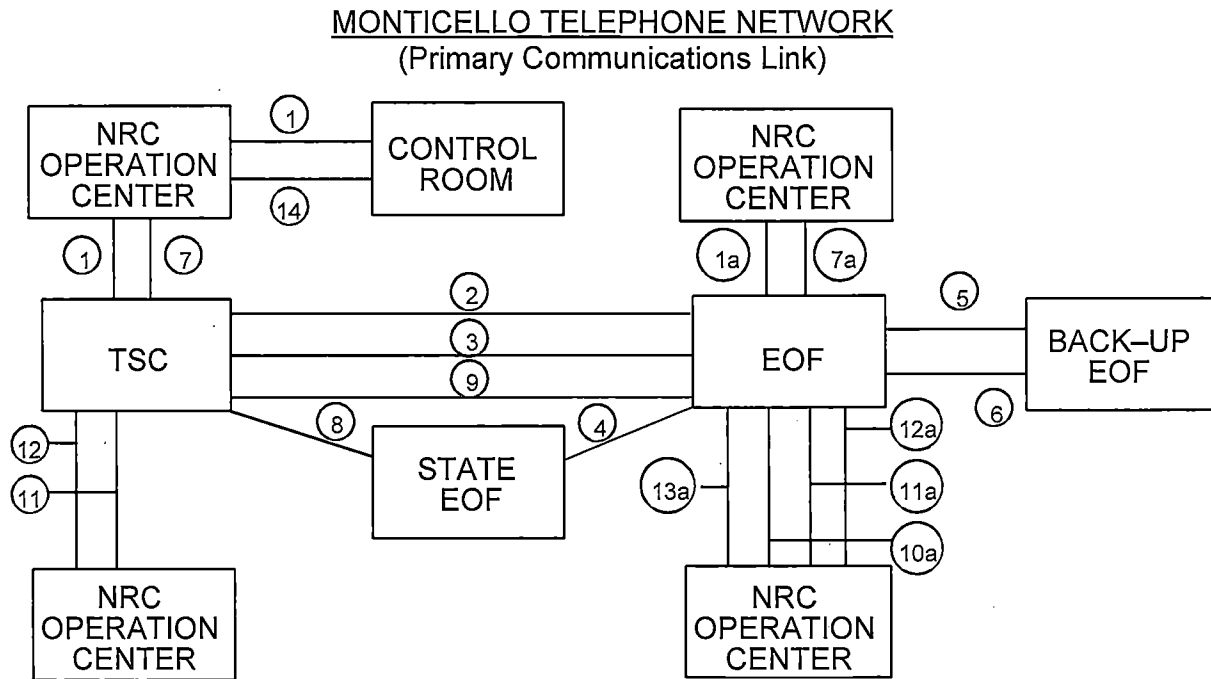 MONTICELLO TELEPHONE NETWORK
(Primary Communications Link)
NRC
OPERATION
CENTER
1
14
CONTROL
ROOM
NRC
OPERATION
CENTER
1
7
1a
7a
TSC
2
3
9
EOF
5
6
BACK–UP
EOF
8
4
STATE
EOF
12
11
13a
12a
11a
10a
NRC
OPERATION
CENTER
NRC
OPERATION
CENTER